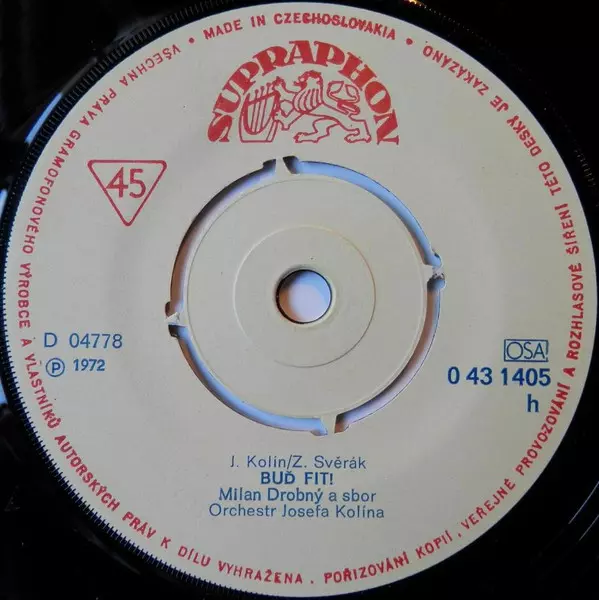 MADE IN CZECHOSLOVAKIA • VŠECHNA PRÁVA GRAMOFONOVÉHO VÝROBCE A VLASTNÍKŮ AUTORSKÝCH PRÁV K DÍLU VYHRAŽENA . POŘIZOVÁNÍ KOPIÍ , VEŘEJNÉ PROVOZOVÁNÍ A ROZHLASOVÉ ŠÍŘENÍ TÉTO DESKY JE ZAKÁZÁNO •
SUPRAPHON
45
D 04778
Ⓟ 1972
OSA!
0 43 1405
h
J. Kolín/Z. Svěrák
BUĎ FIT!
Milan Drobný a sbor
Orchestr Josefa Kolína